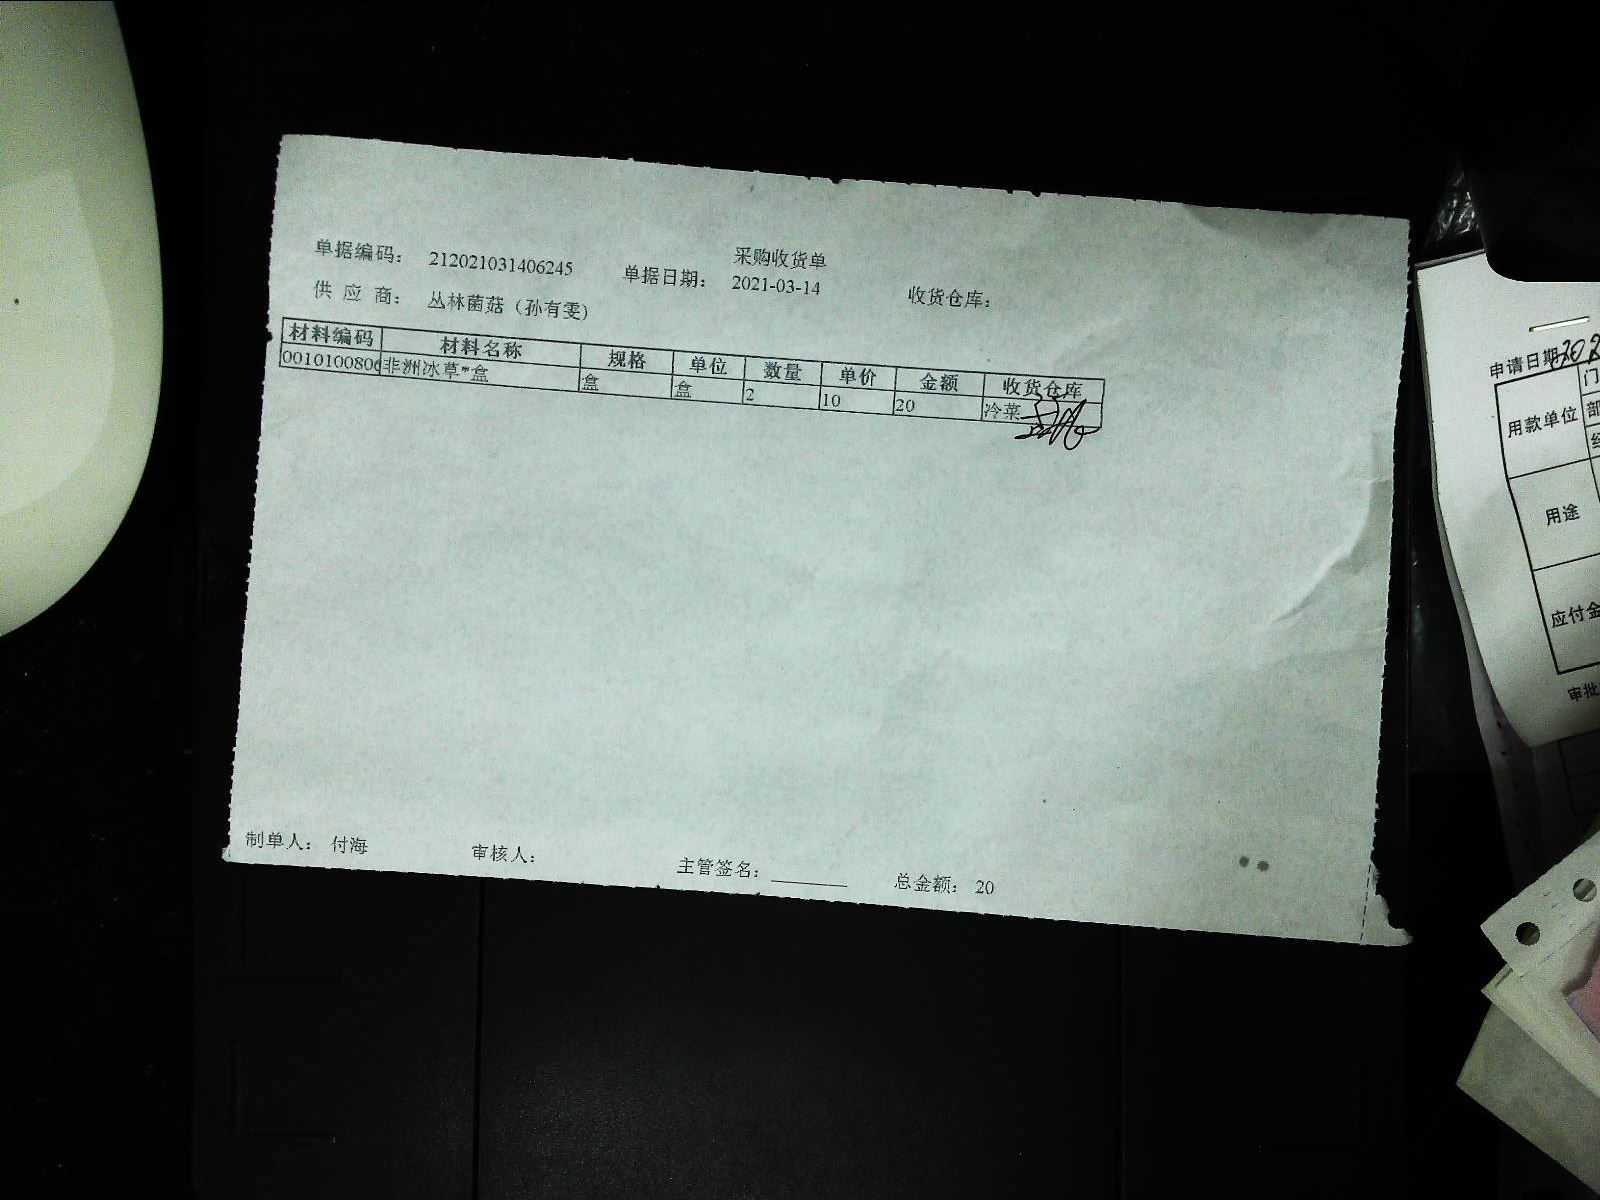 采购收货单
单据编码： 212021031406245 单据日期： 2021-03-14 收货仓库：
供 应 商： 丛林菌菇（孙有雯）
材料编码 材料名称 规格 单位 数量 单价 金额 收货仓库
001010080 非洲冰草*盒 盒 盒 2 10 20 冷菜
制单人： 付海 审核人： 主管签名：________ 总金额： 20
申请日期
用款单位
用途
应付金
审批